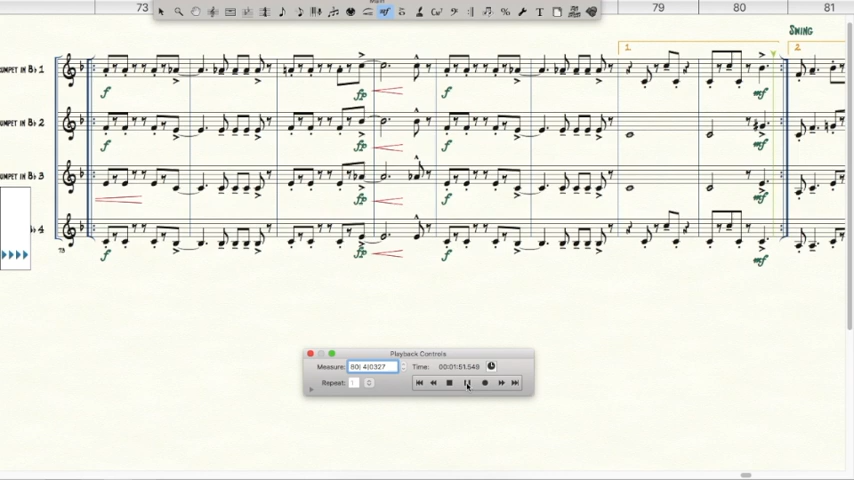 73 79 80 81
SWING
1. 2.
RUMPET IN B♭ 1
f fp f mf
UMPET IN B♭ 2
f fp f mf
UMPET IN B♭ 3
fp f mf
♭ 4
f fp f mf
73
Playback Controls
Measure: 80| 4|0327 Time: 00:01:51.549
Repeat: 1